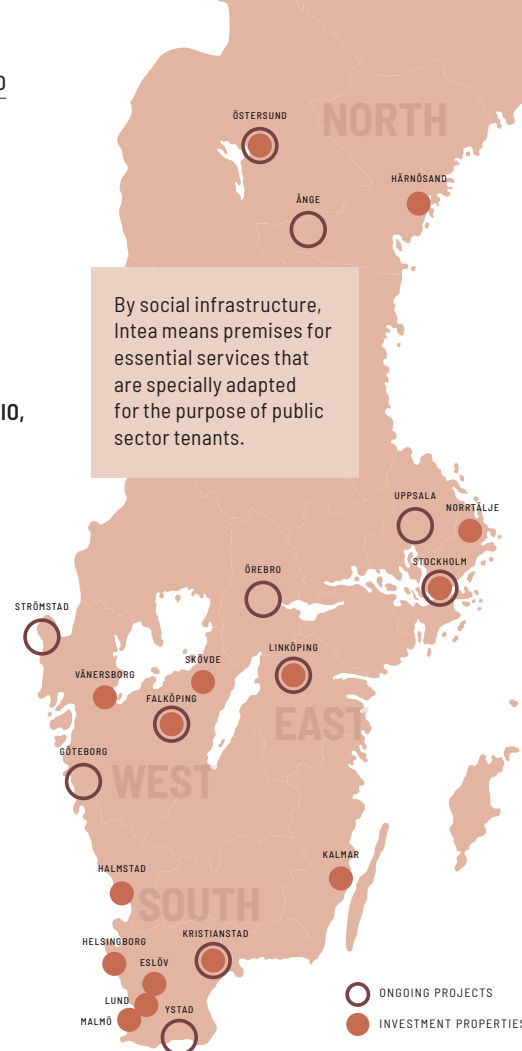 ÖSTERSUND
NORTH
HÄRNÖSAND
ÅNGE
By social infrastructure,
Intea means premises for
essential services that
are specially adapted
for the purpose of public
sector tenants.
IO,
UPPSALA
NORRTÄLJE
STOCKHOLM
ÖREBRO
STRÖMSTAD
LINKÖPING
SKÖVDE
VÄNERSBORG
FALKÖPING
EAST
GÖTEBORG
WEST
KALMAR
HALMSTAD
SOUTH
KRISTIANSTAD
HELSINGBORG
ESLÖV
LUND
YSTAD
MALMÖ
ONGOING PROJECTS
INVESTMENT PROPERTIES